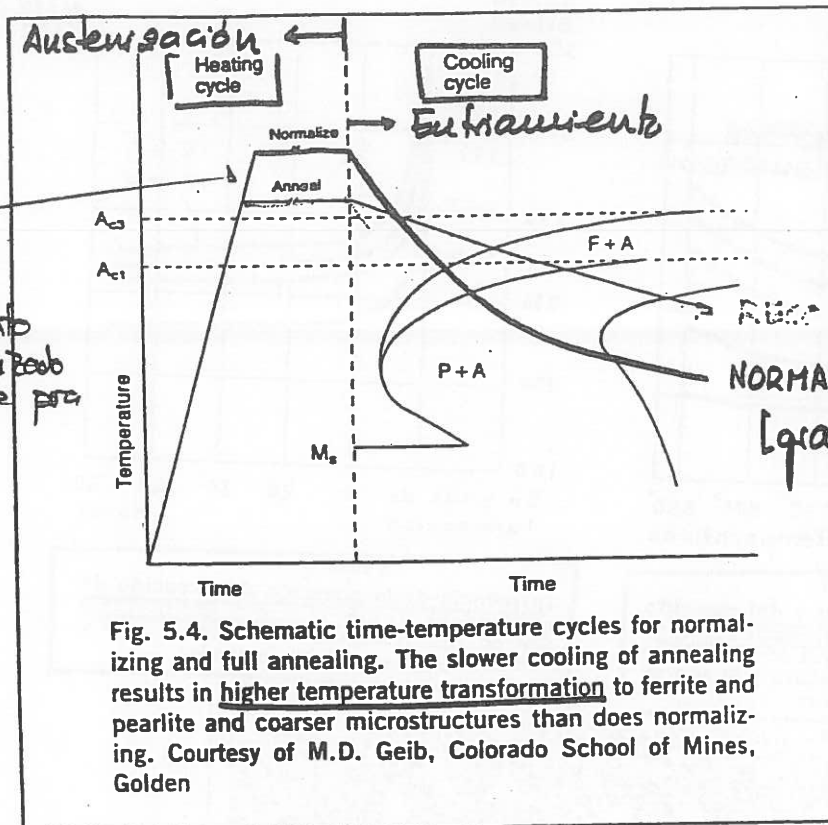 Austenización
Heating
cycle
Cooling
cycle
Enfriamiento
Normalize
Anneal
Ac3
Ac1
F + A
P + A
NORMA
[gra
Ms
Temperature
Time
Time
Fig. 5.4. Schematic time-temperature cycles for normal-
izing and full annealing. The slower cooling of annealing
results in higher temperature transformation to ferrite and
pearlite and coarser microstructures than does normaliz-
ing. Courtesy of M.D. Geib, Colorado School of Mines,
Golden